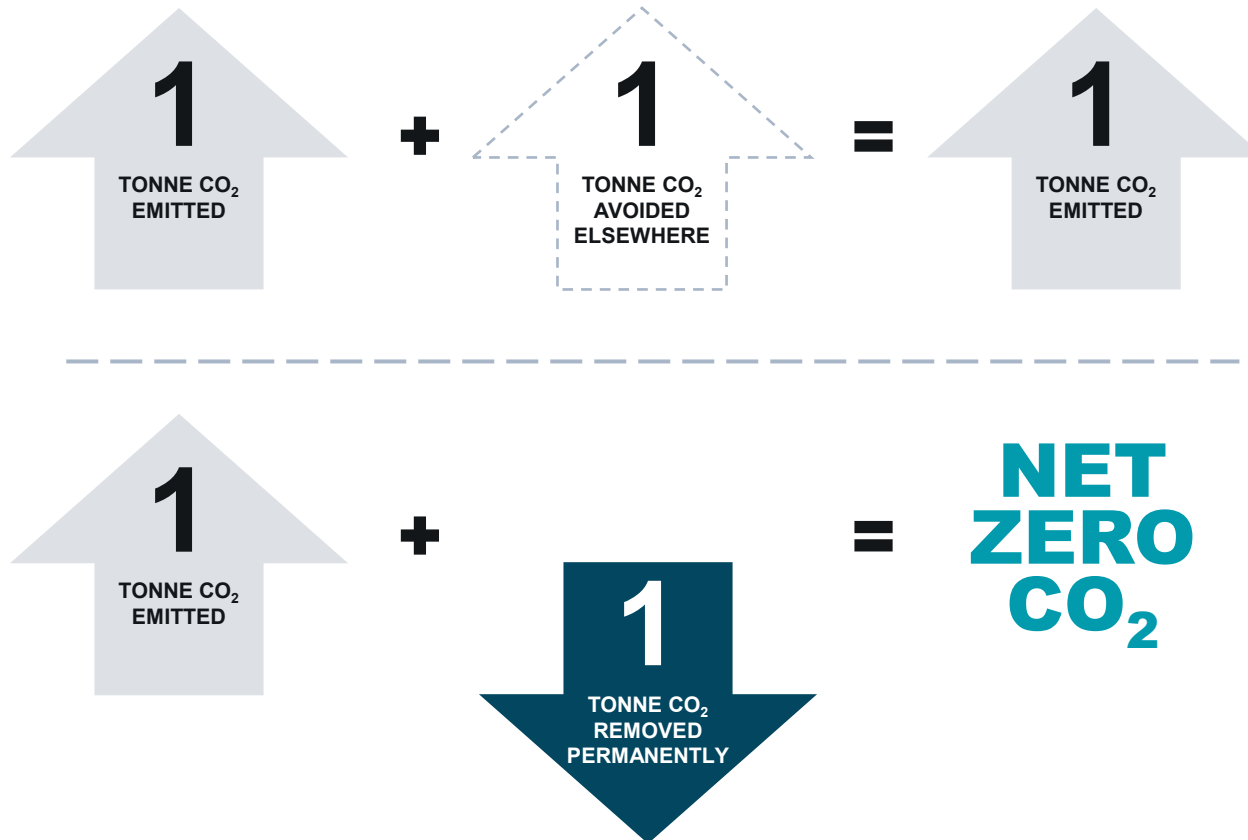 1
TONNE CO₂
EMITTED
+
1
TONNE CO₂
AVOIDED
ELSEWHERE
=
1
TONNE CO₂
EMITTED
1
TONNE CO₂
EMITTED
+
1
TONNE CO₂
REMOVED
PERMANENTLY
=
NET
ZERO
CO₂